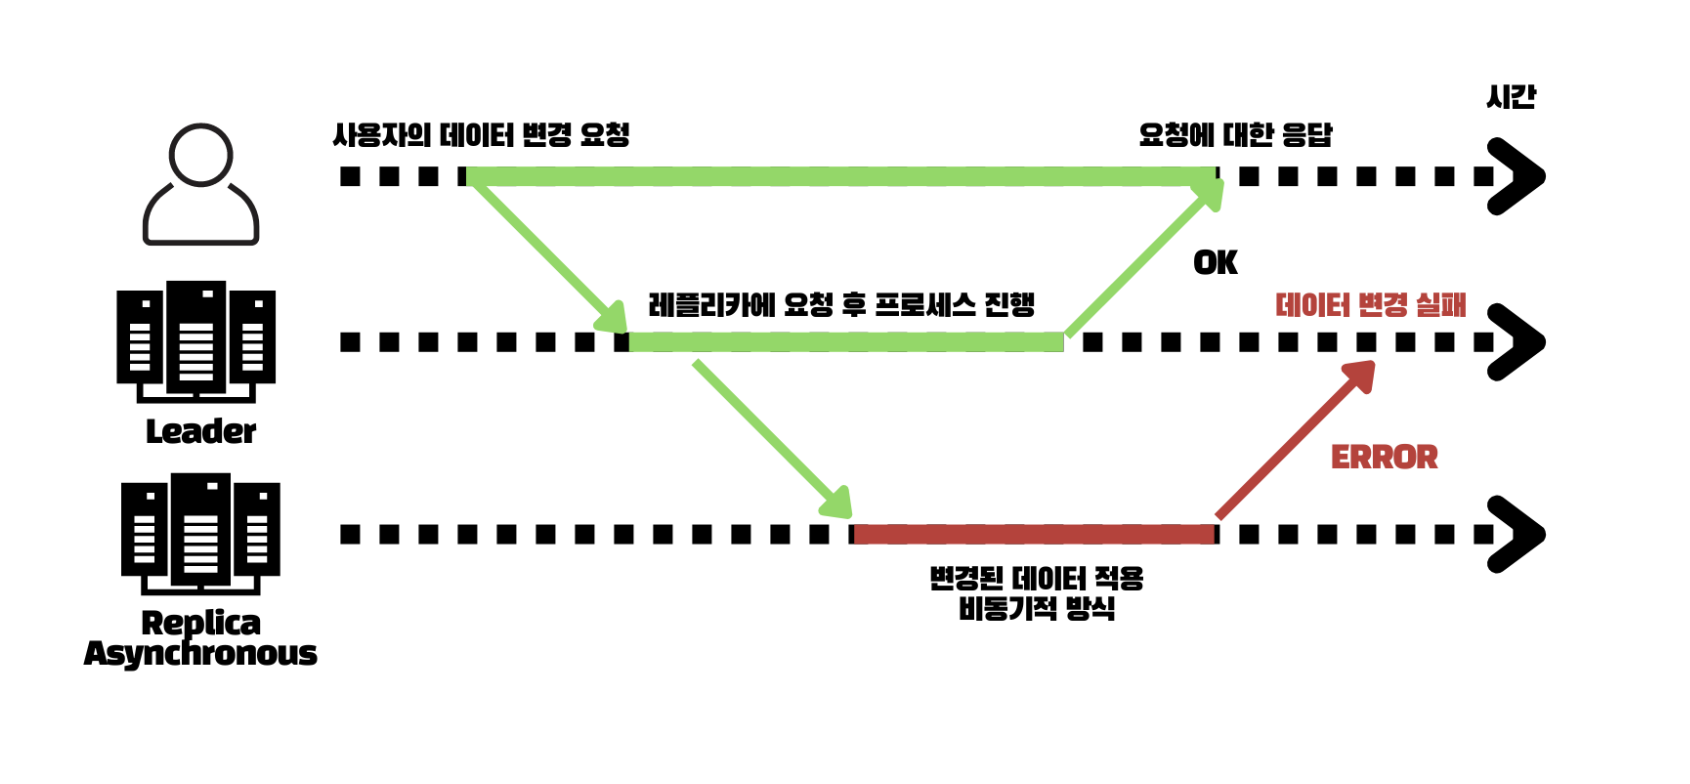 시간
사용자의 데이터 변경 요청
요청에 대한 응답
OK
레플리카에 요청 후 프로세스 진행
데이터 변경 실패
Leader
ERROR
변경된 데이터 적용
비동기적 방식
Replica
Asynchronous